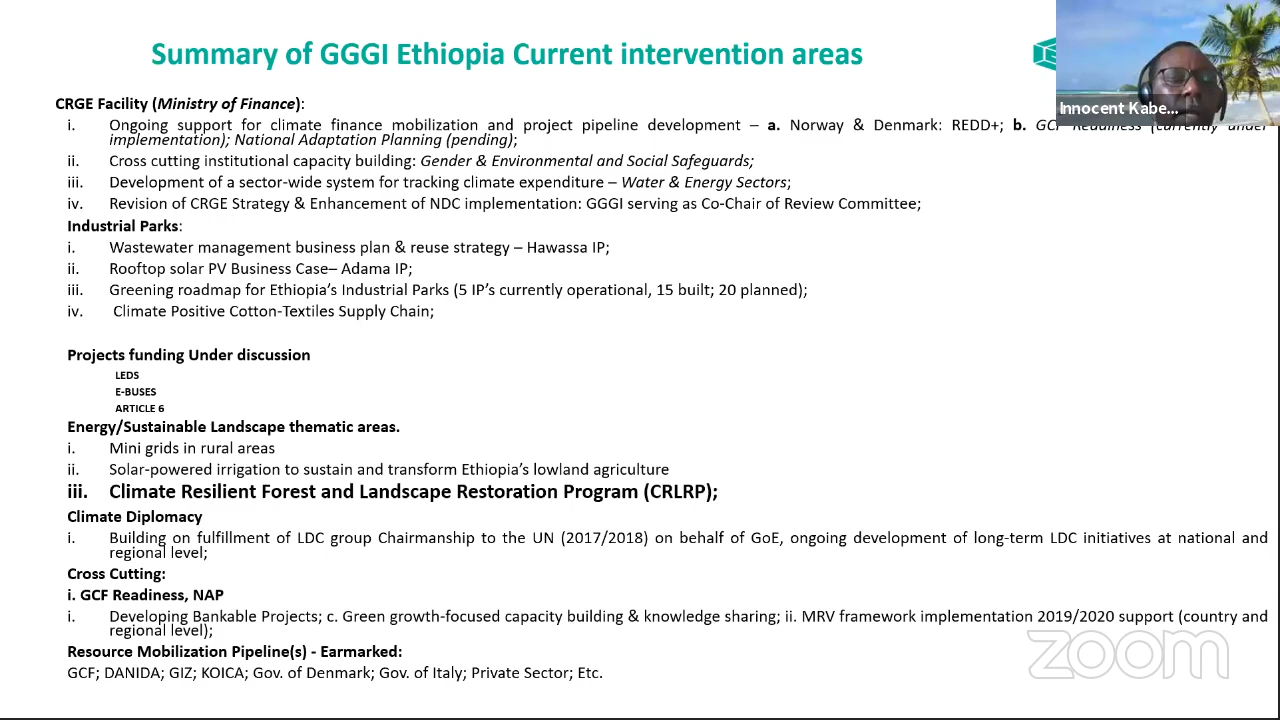 Summary of GGGI Ethiopia Current intervention areas
Innocent Kabe...
CRGE Facility (Ministry of Finance):
i. Ongoing support for climate finance mobilization and project pipeline development – a. Norway & Denmark: REDD+; b. GCF Readiness (currently under
implementation); National Adaptation Planning (pending);
ii. Cross cutting institutional capacity building: Gender & Environmental and Social Safeguards;
iii. Development of a sector-wide system for tracking climate expenditure – Water & Energy Sectors;
iv. Revision of CRGE Strategy & Enhancement of NDC implementation: GGGI serving as Co-Chair of Review Committee;
Industrial Parks:
i. Wastewater management business plan & reuse strategy – Hawassa IP;
ii. Rooftop solar PV Business Case– Adama IP;
iii. Greening roadmap for Ethiopia's Industrial Parks (5 IP's currently operational, 15 built; 20 planned);
iv. Climate Positive Cotton-Textiles Supply Chain;
Projects funding Under discussion
LEDS
E-BUSES
ARTICLE 6
Energy/Sustainable Landscape thematic areas.
i. Mini grids in rural areas
ii. Solar-powered irrigation to sustain and transform Ethiopia's lowland agriculture
iii. Climate Resilient Forest and Landscape Restoration Program (CRLRP);
Climate Diplomacy
i. Building on fulfillment of LDC group Chairmanship to the UN (2017/2018) on behalf of GoE, ongoing development of long-term LDC initiatives at national and
regional level;
Cross Cutting:
i. GCF Readiness, NAP
i. Developing Bankable Projects; c. Green growth-focused capacity building & knowledge sharing; ii. MRV framework implementation 2019/2020 support (country and
regional level);
Resource Mobilization Pipeline(s) - Earmarked:
GCF; DANIDA; GIZ; KOICA; Gov. of Denmark; Gov. of Italy; Private Sector; Etc.
zoom